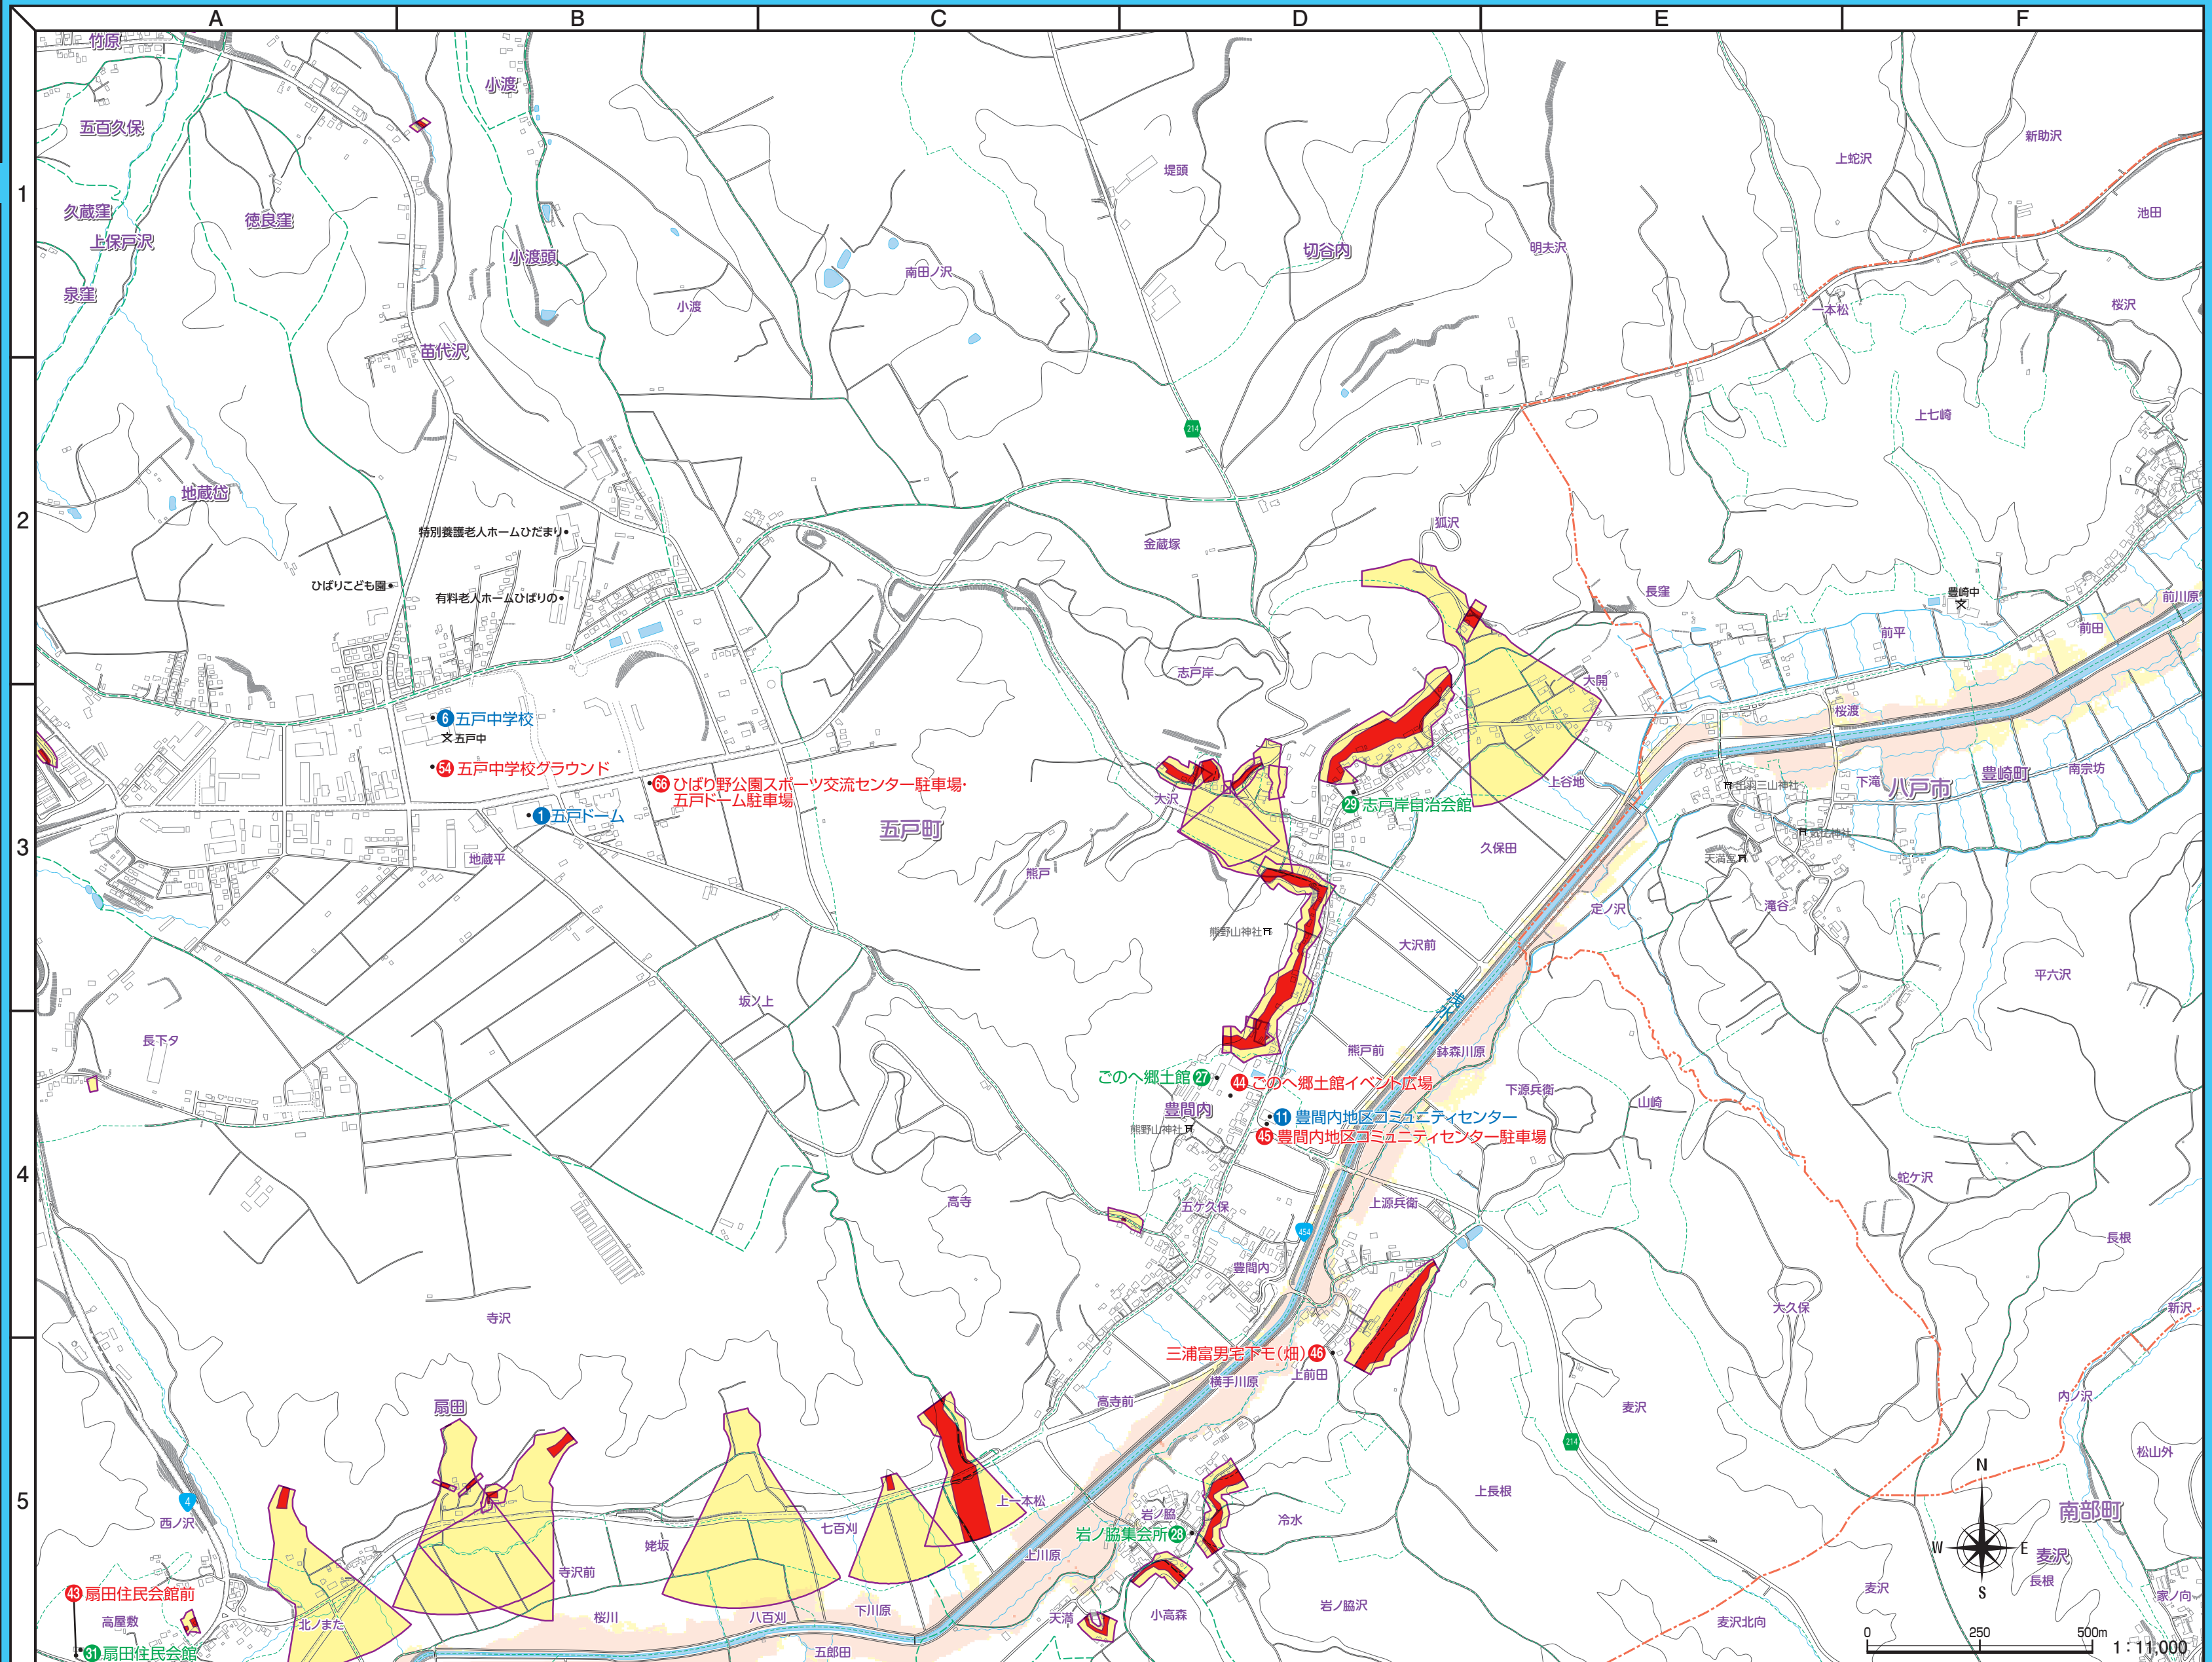 A B C D E F
竹原
小渡
五百久保
1
久蔵窪
徳良窪
上保戸沢
泉窪
小渡頭
小渡
苗代沢
南田ノ沢
堤頭
切谷内
明夫沢
上蛇沢
新助沢
池田
桜沢
一本松
上七崎
214
2
地蔵岱
特別養護老人ホームひだまり
ひばりこども園
有料老人ホームひばりの
金蔵塚
狐沢
長窪
豊崎中
前川原
前平
前田
志戸岸
大開
桜渡
6 五戸中学校
五戸中
54 五戸中学校グラウンド
66 ひばり野公園スポーツ交流センター駐車場・
五戸ドーム駐車場
1 五戸ドーム
3
地蔵平
五戸町
大沢
29 志戸岸自治会館
上谷地
出羽三山神社
下滝
八戸市
豊崎町
南宗坊
気比神社
天満宮
久保田
熊戸
定ノ沢
滝谷
熊野山神社
大沢前
平六沢
坂ノ上
長下タ
熊戸前
鉢森川原
ごのへ郷土館 27
44 ごのへ郷土館イベント広場
下源兵衛
山崎
豊間内
11 豊間内地区コミュニティセンター
熊野山神社
45 豊間内地区コミュニティセンター駐車場
4
蛇ケ沢
高寺
五ケ久保
上源兵衛
454
長根
豊間内
寺沢
大久保
新沢
三浦富男宅下モ(畑) 46
上前田
横手川原
高寺前
麦沢
内ノ沢
扇田
214
松山外
N
5
4
西ノ沢
上一本松
上長根
七百刈
岩ノ脇
冷水
岩ノ脇集会所 28
姥坂
上川原
南部町
W E
麦沢
長根
寺沢前
S
43 扇田住民会館前
高屋敷
北ノまた
桜川
八百刈
下川原
天満
小高森
岩ノ脇沢
麦沢
麦沢北向
家ノ向
31 扇田住民会館
五郎田
0 250 500m
1：11,000